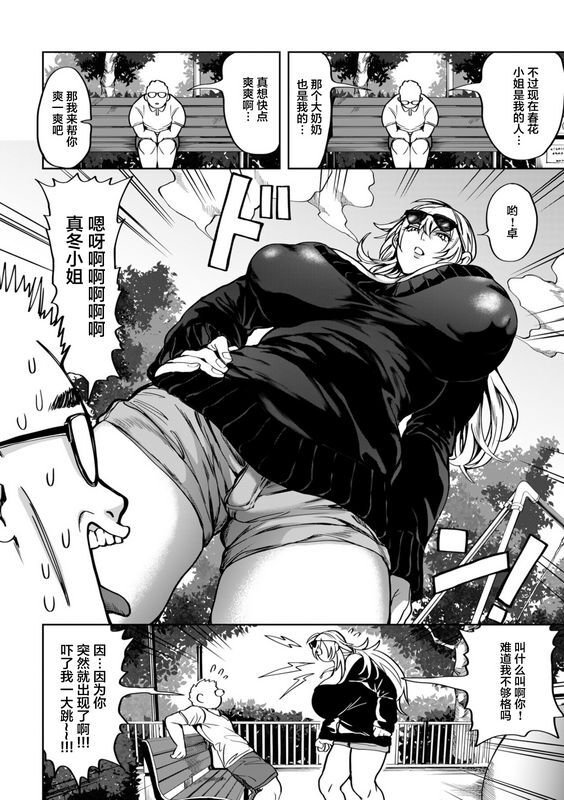 不过现在春花
小姐是我的人…
那个大奶奶
也是我的…
真想快点
爽爽啊…
那我来帮你
爽一爽吧
哟！卓
嗯呀啊啊啊啊啊
真冬小姐
ドドン
叫什么叫啊你！
难道我不够格吗
因…因为你
突然就出现了啊!!!
吓了我一大跳~~!!!